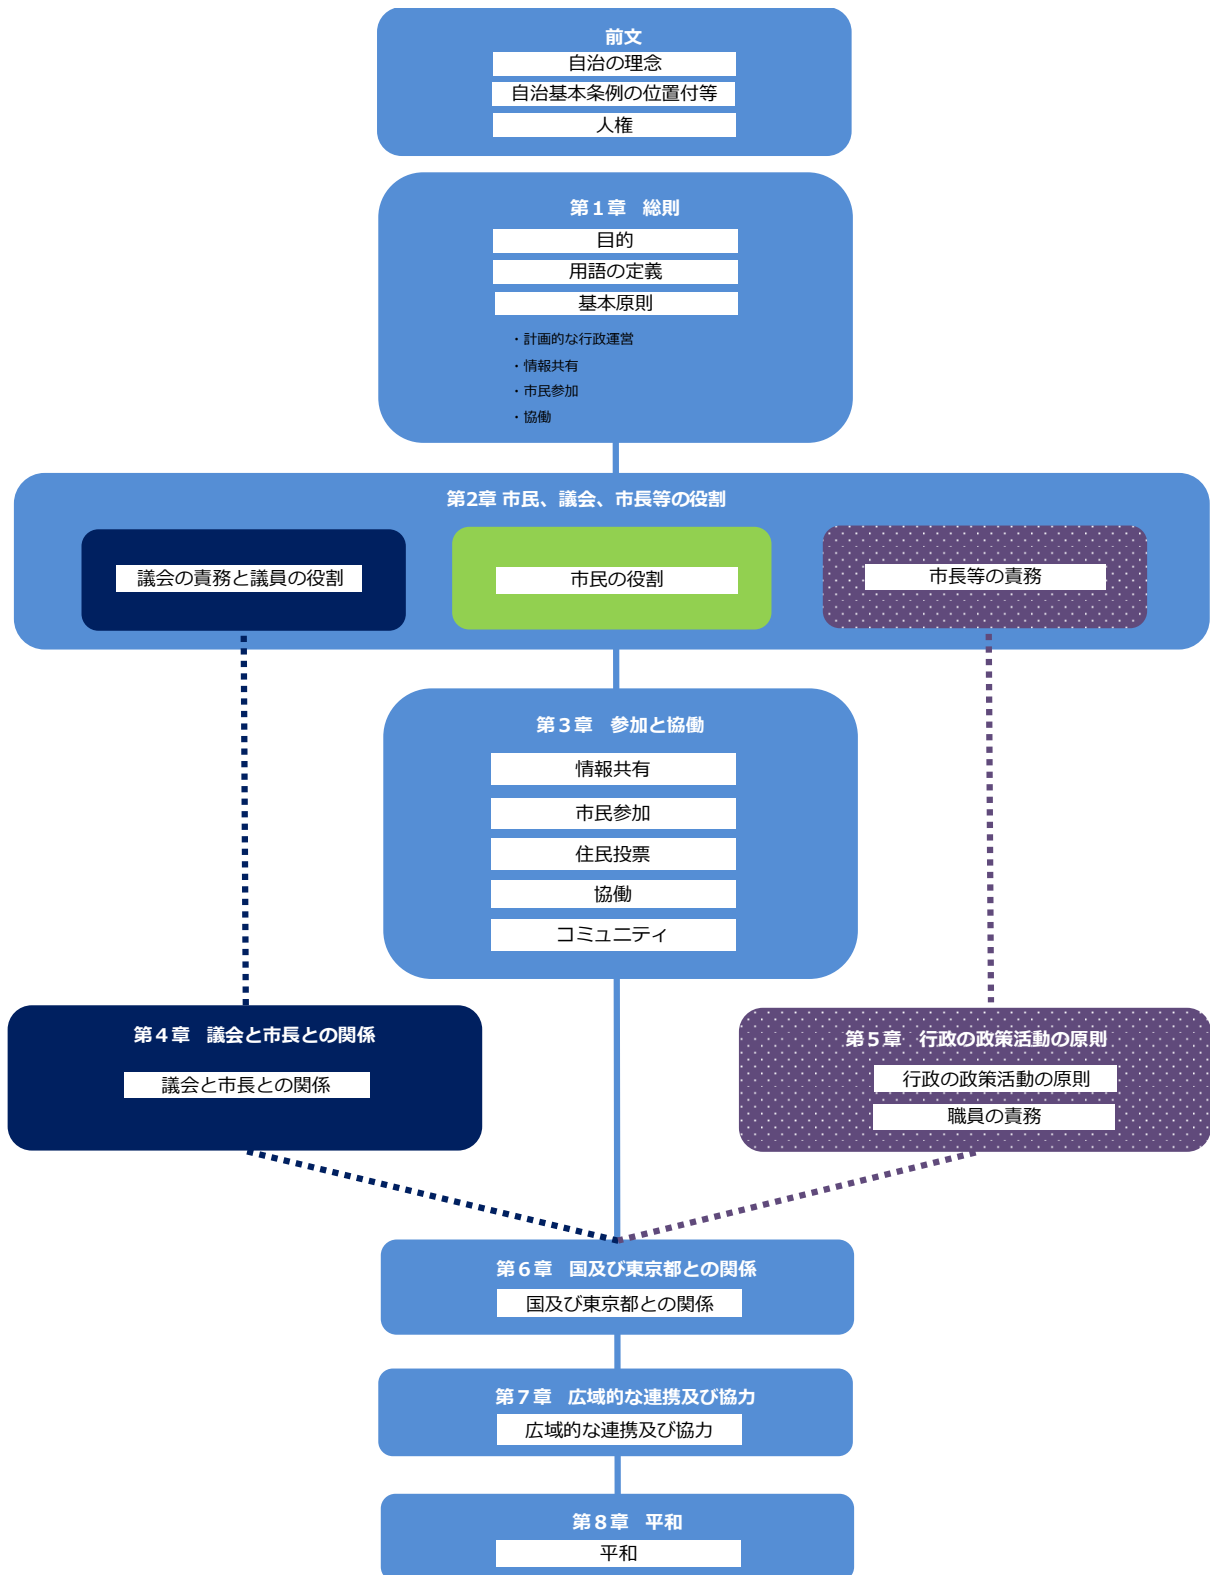 前文
自治の理念
自治基本条例の位置付等
人権
第１章　総則
目的
用語の定義
基本原則
・計画的な行政運営
・情報共有
・市民参加
・協働
第2章 市民、議会、市長等の役割
議会の責務と議員の役割
市民の役割
市長等の責務
第３章　参加と協働
情報共有
市民参加
住民投票
協働
コミュニティ
第４章　議会と市長との関係
議会と市長との関係
第５章　行政の政策活動の原則
行政の政策活動の原則
職員の責務
第６章　国及び東京都との関係
国及び東京都との関係
第７章　広域的な連携及び協力
広域的な連携及び協力
第８章　平和
平和